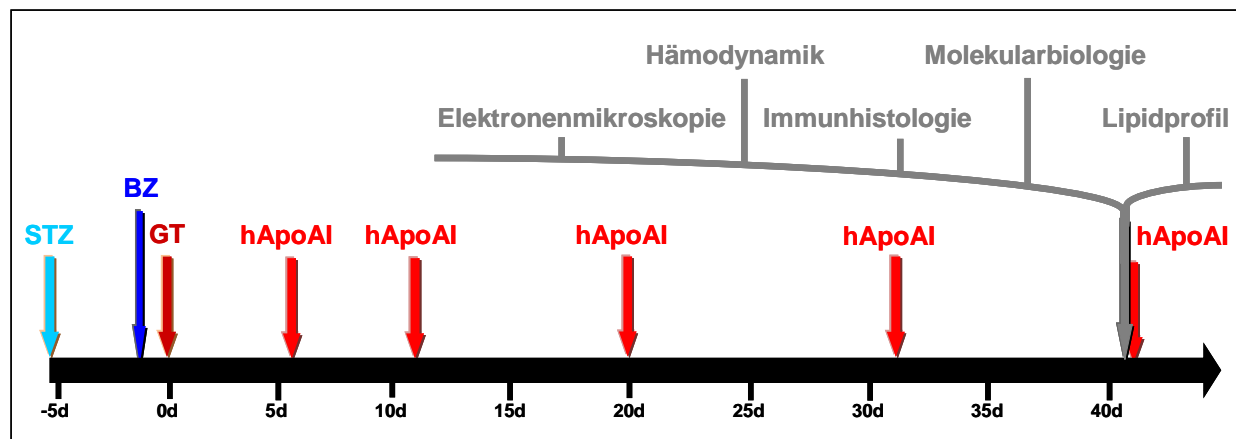 Hämodynamik
Molekularbiologie
Elektronenmikroskopie
Immunhistologie
Lipidprofil
BZ
STZ
GT
hApoAI
hApoAI
hApoAI
hApoAI
hApoAI
-5d
0d
5d
10d
15d
20d
25d
30d
35d
40d